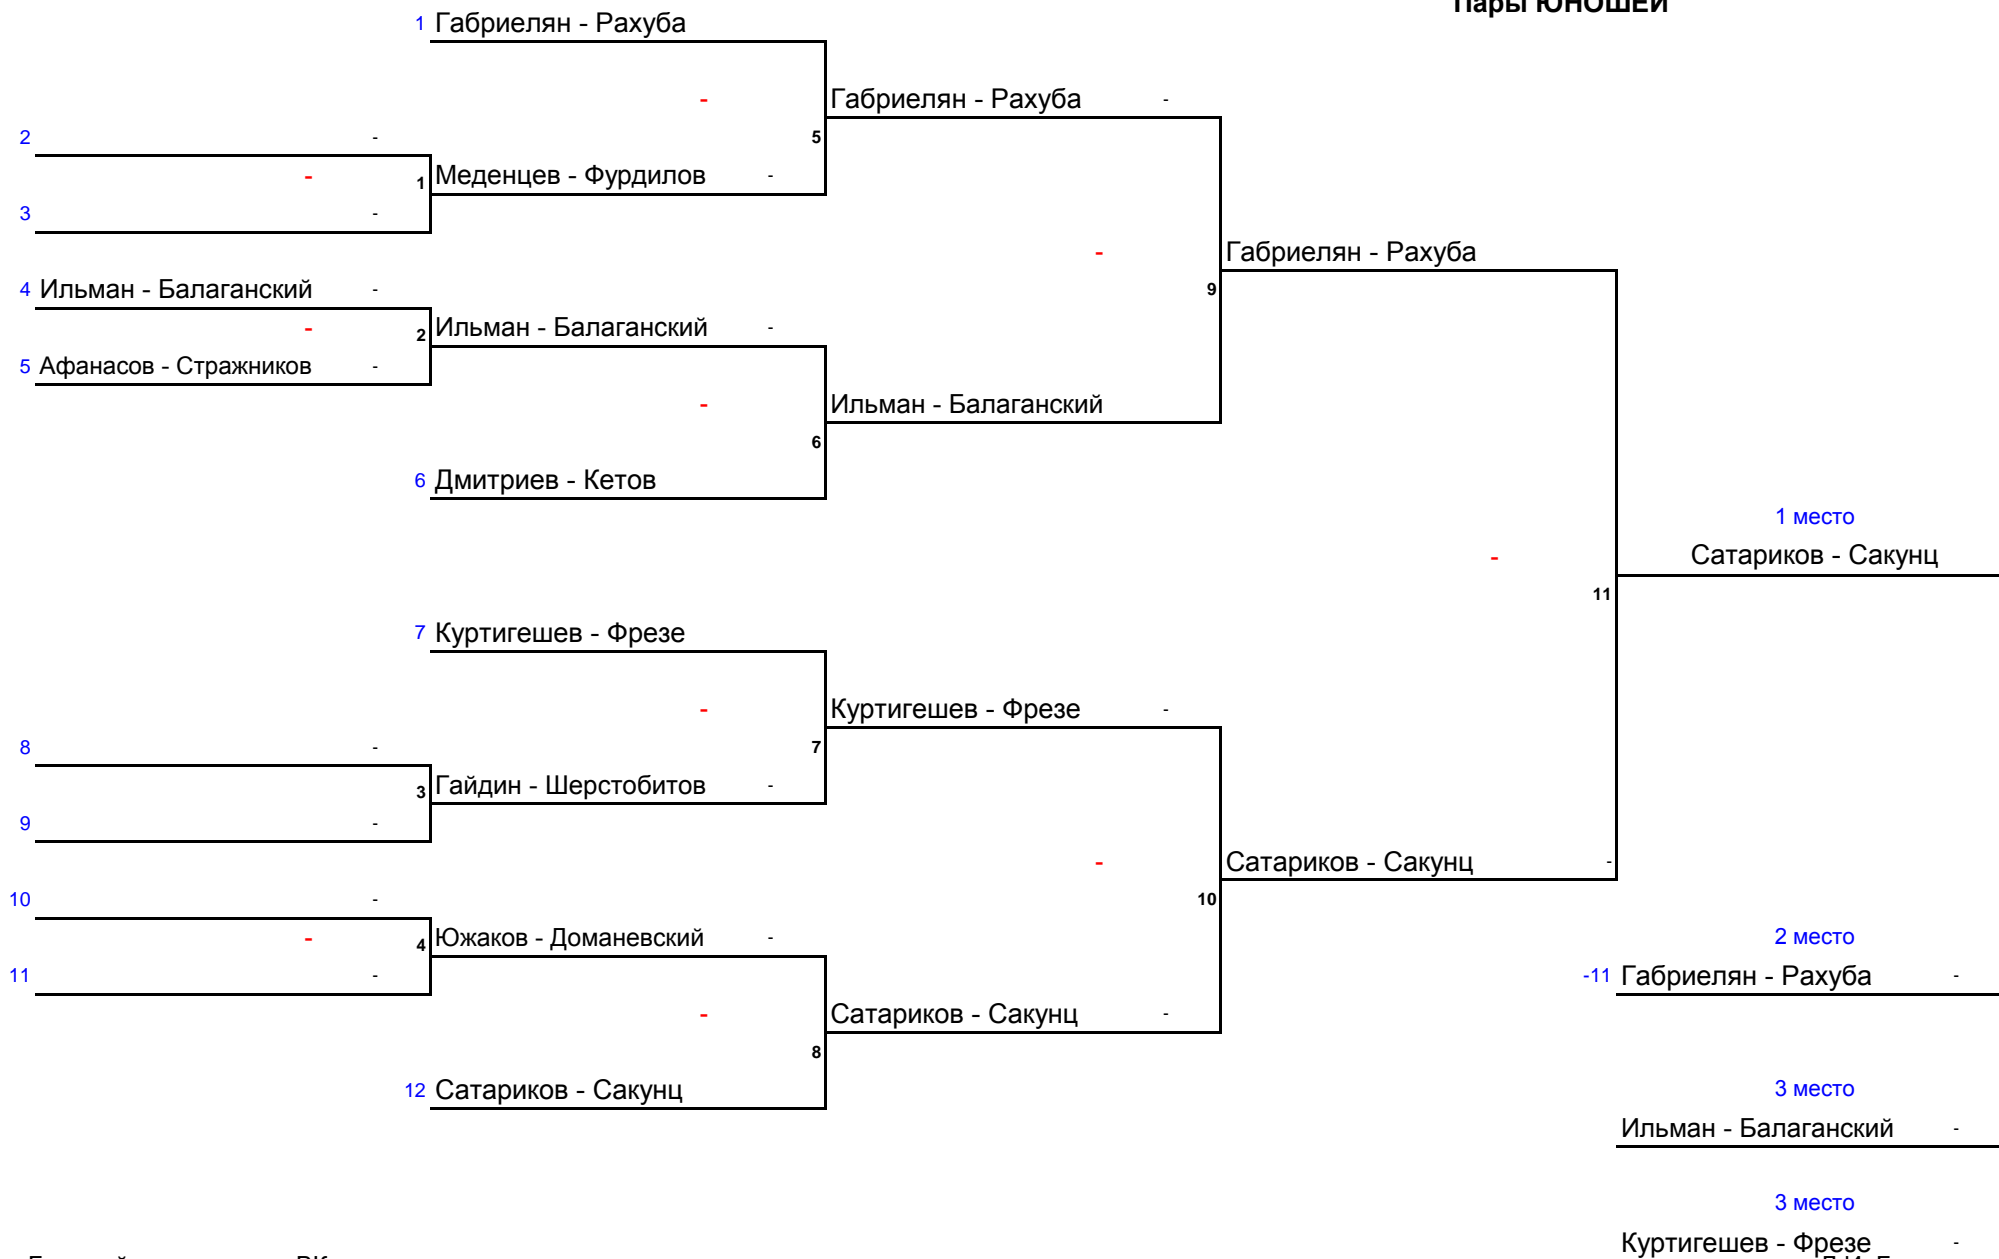 Пары ЮНОШЕЙ
1 Габриелян - Рахуба
- Габриелян - Рахуба -
2 - 5
- 1 Меденцев - Фурдилов -
3 -
- Габриелян - Рахуба
4 Ильман - Балаганский - 9
- 2 Ильман - Балаганский -
5 Афанасов - Стражников -
- Ильман - Балаганский
6
6 Дмитриев - Кетов
1 место
- Сатариков - Сакунц
11
7 Куртигешев - Фрезе
- Куртигешев - Фрезе -
8 - 7
3 Гайдин - Шерстобитов -
9 -
- Сатариков - Сакунц -
10 - 10
- 4 Южаков - Доманевский - 2 место
11 - -11 Габриелян - Рахуба -
- Сатариков - Сакунц -
8
12 Сатариков - Сакунц 3 место
Ильман - Балаганский -
3 место
Куртигешев - Фрезе -